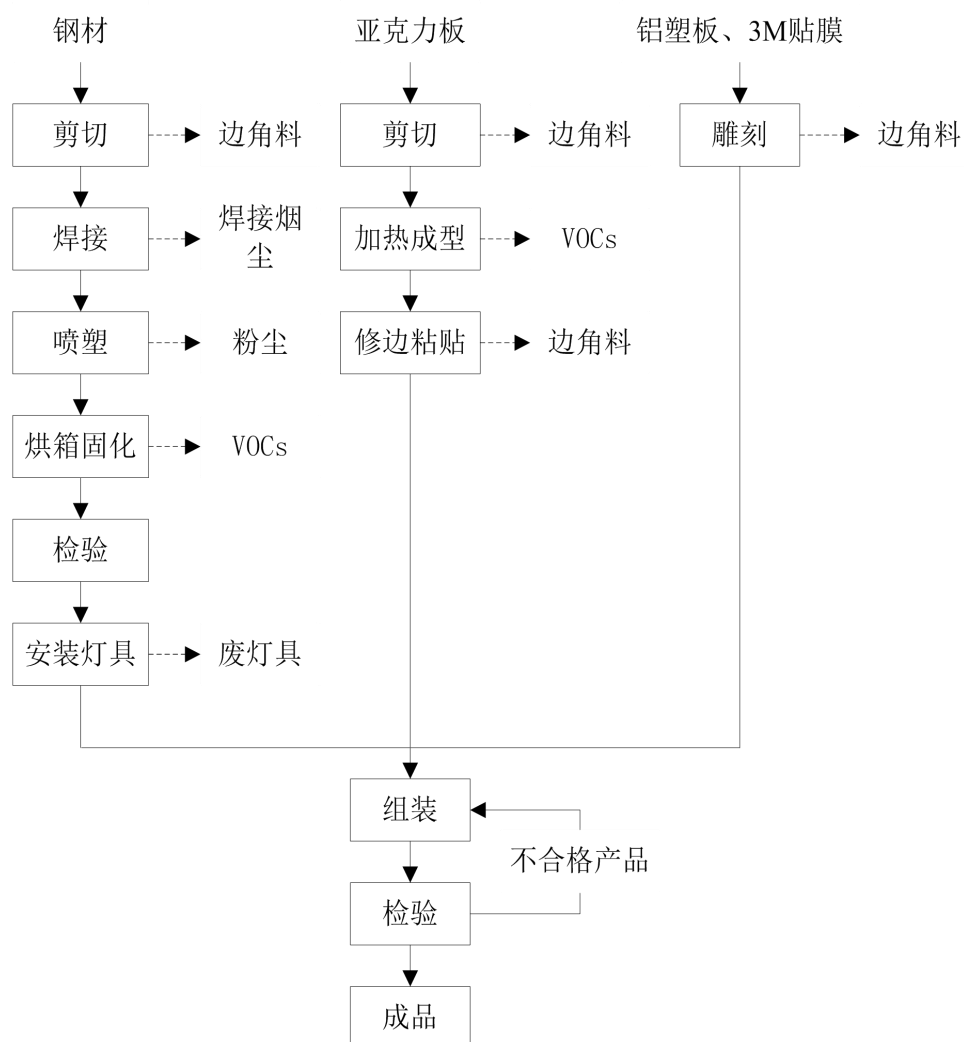 钢材
亚克力板
铝塑板、3M贴膜
剪切
边角料
剪切
边角料
雕刻
边角料
焊接
焊接烟
尘
加热成型
VOCs
喷塑
粉尘
修边粘贴
边角料
烘箱固化
VOCs
检验
安装灯具
废灯具
组装
不合格产品
检验
成品